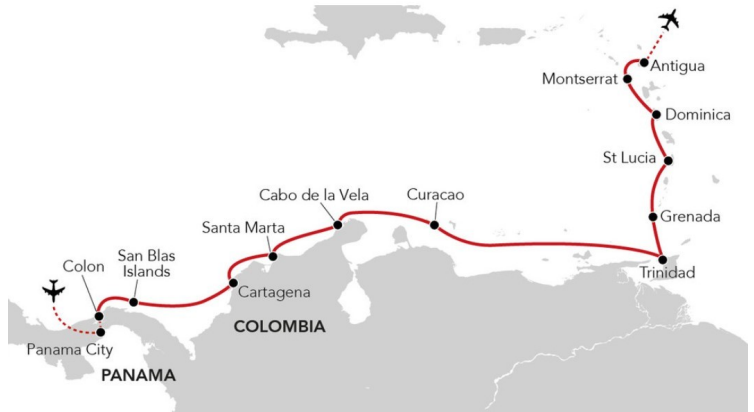 Antigua
Montserrat
Dominica
St Lucia
Cabo de la Vela
Curacao
Grenada
Santa Marta
San Blas
Islands
Colon
Trinidad
Cartagena
COLOMBIA
Panama City
PANAMA